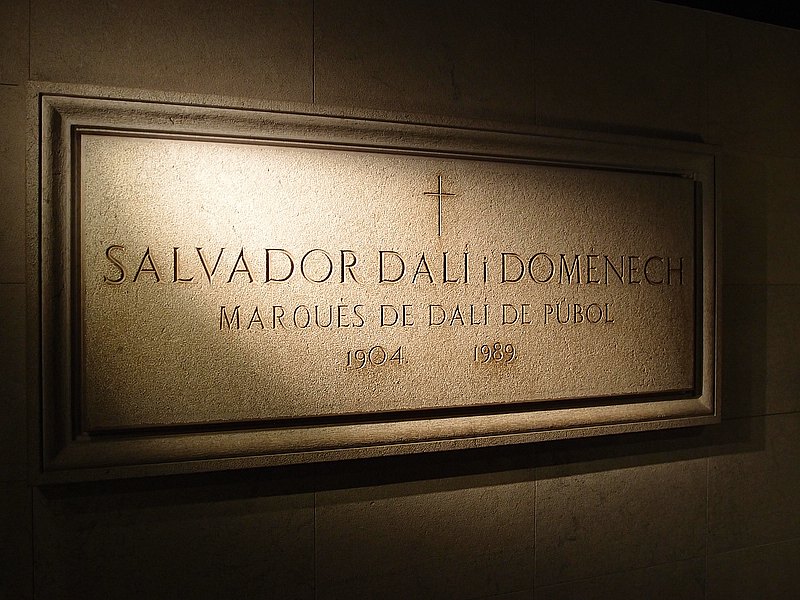 SALVADOR DALÍ i DOMÈNECH
MARQUÈS DE DALÍ DE PÚBOL
1904. 1989